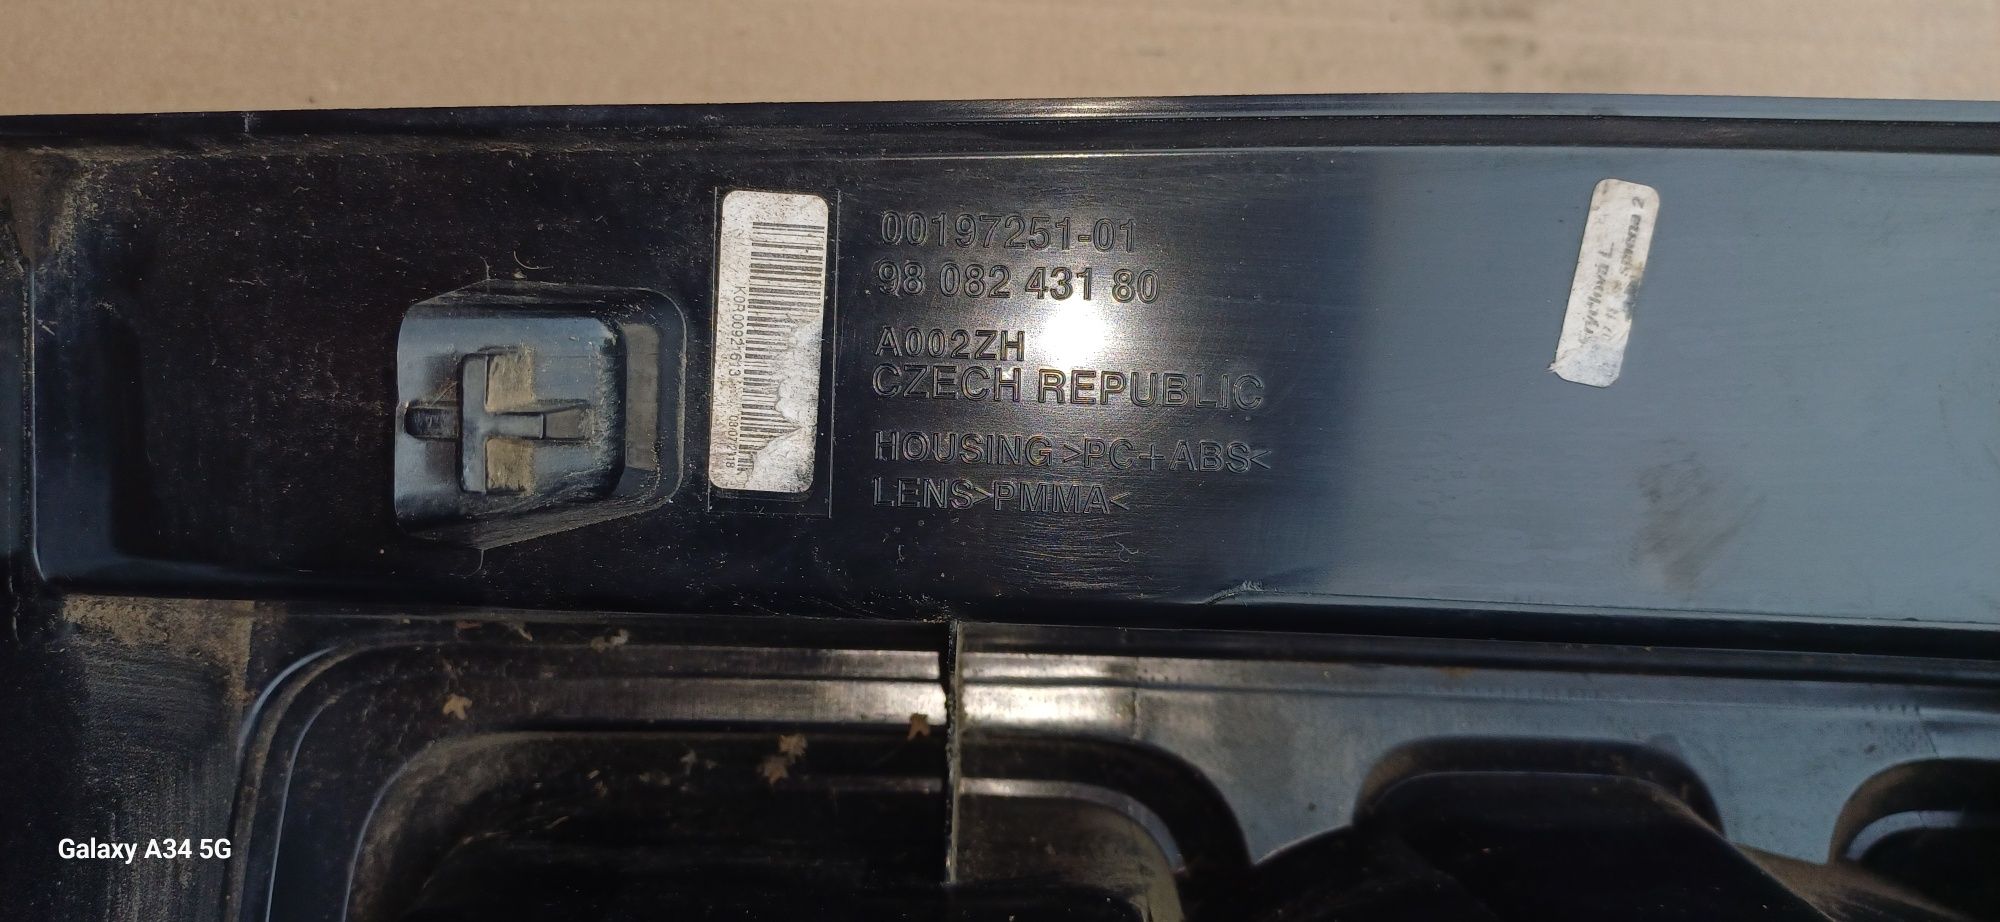 00197251-01
98 082 431 80
A002ZH
CZECH REPUBLIC
HOUSING >PC+ABS<
LENS>PMMA<
Galaxy A34 5G